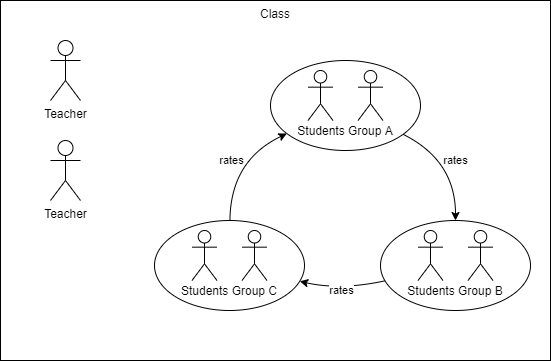 Class
Teacher
Teacher
Students Group A
rates
rates
Students Group C
Students Group B
rates